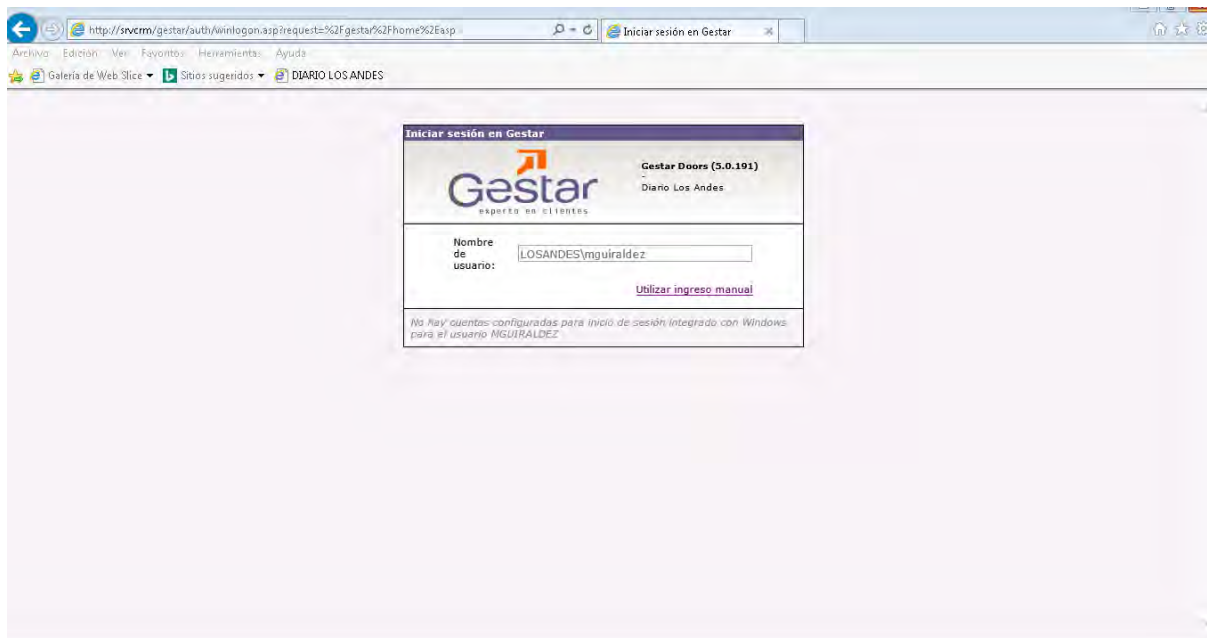 http://srvcrm/gestar/auth/winlogon.asp?request=%2Fgestar%2Fhome%2Easp
Iniciar sesión en Gestar
Archivo Edición Ver Favoritos Herramientas Ayuda
Galería de Web Slice Sitios sugeridos DIARIO LOS ANDES
Iniciar sesión en Gestar
Gestar
experto en clientes
Gestar Doors (5.0.191)
-
Diario Los Andes
Nombre
de
usuario:
LOSANDES\mguiraldez
Utilizar ingreso manual
No hay cuentas configuradas para inicio de sesión integrado con Windows
para el usuario MGUIRALDEZ